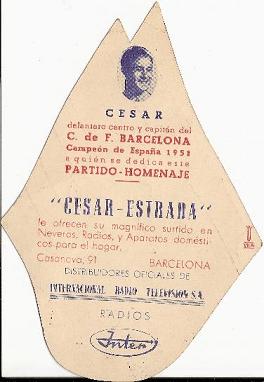 CESAR
delantero centro y capitán del
C. de F. BARCELONA
Campeón de España 1951
a quién se dedica este
PARTIDO-HOMENAJE
"CESAR-ESTRADA"
te ofrecen su magnífico surtido en
Neveras, Radios, y Aparatos domésti-
cos para el hogar.
Casanova, 91 BARCELONA
DISTRIBUIDORES OFICIALES DE
INTERNACIONAL RADIO TELEVISION S.A.
RADIOS
Inter